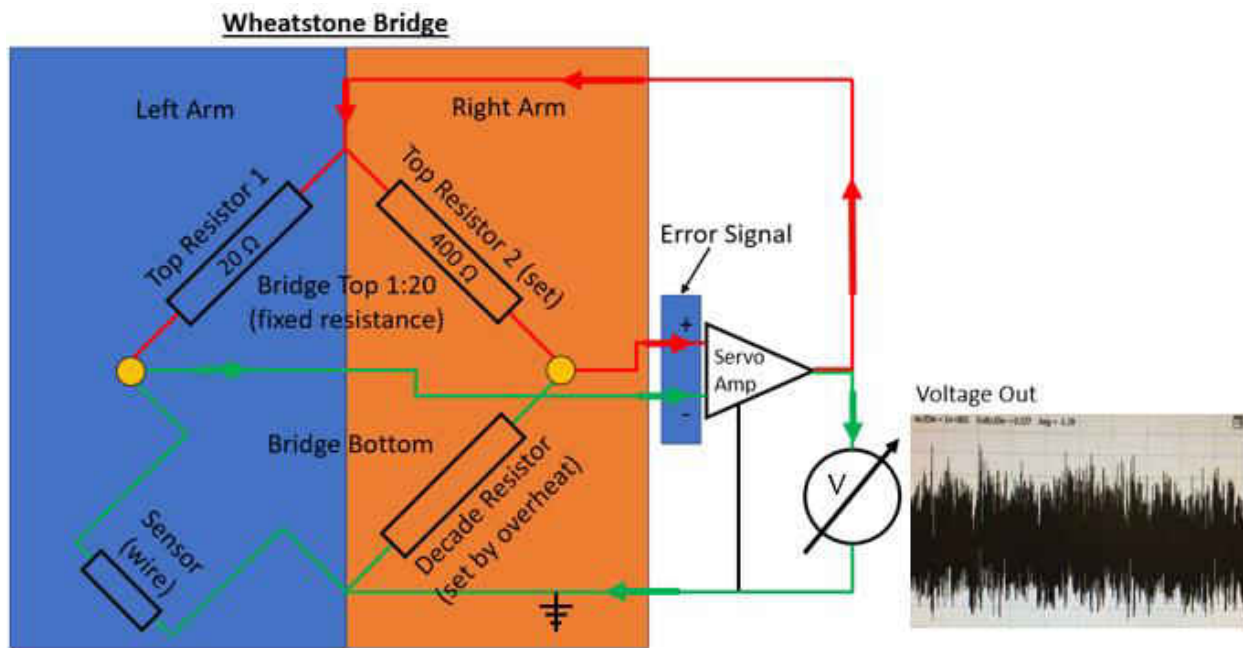 Wheatstone Bridge
Left Arm
Right Arm
Top Resistor 1
20 Ω
Top Resistor 2 (set)
400 Ω
Bridge Top 1:20
(fixed resistance)
Error Signal
+
-
Servo
Amp
Bridge Bottom
Decade Resistor
(set by overheat)
Sensor
(wire)
V
Voltage Out